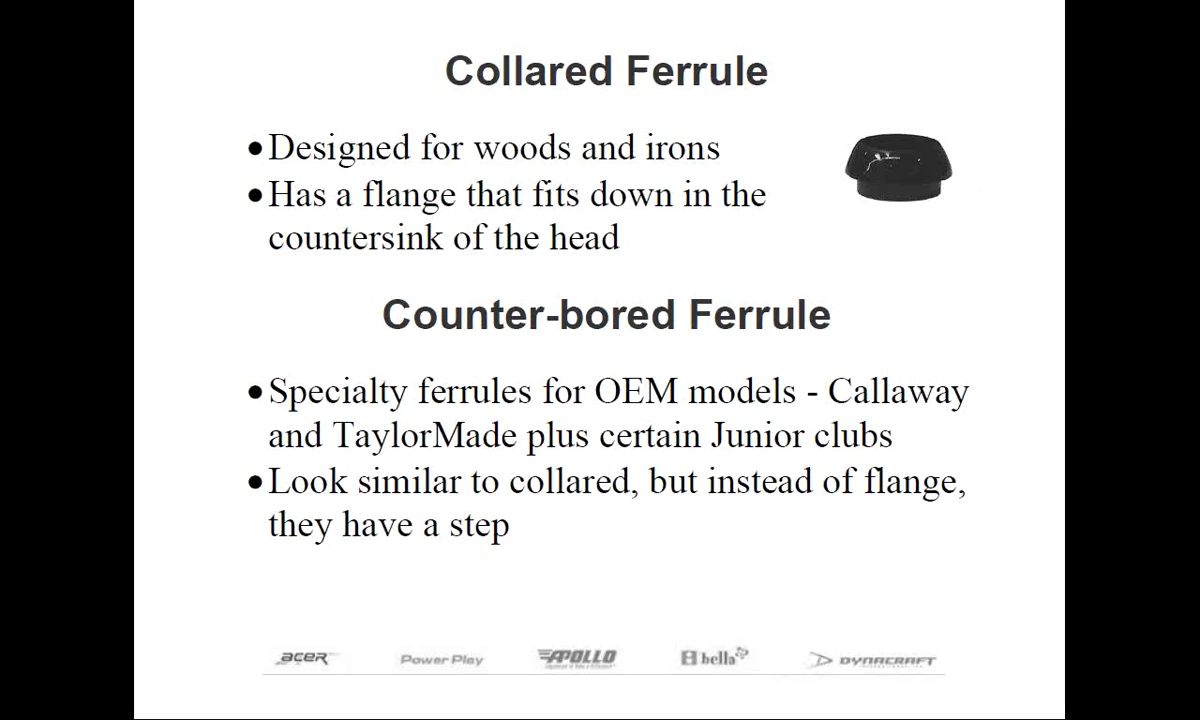 Collared Ferrule
•Designed for woods and irons
•Has a flange that fits down in the
countersink of the head
Counter-bored Ferrule
•Specialty ferrules for OEM models - Callaway
and TaylorMade plus certain Junior clubs
•Look similar to collared, but instead of flange,
they have a step
acer Power Play APOLLO bella DYNACRAFT